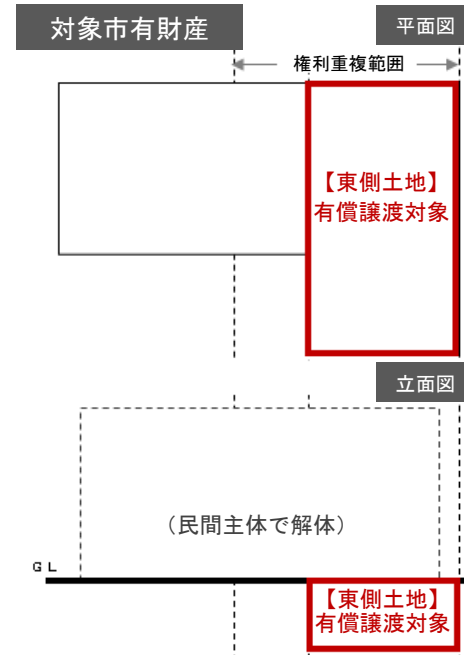 対象市有財産
平面図
権利重複範囲
【東側土地】
有償譲渡対象
立面図
（民間主体で解体）
ＧＬ
【東側土地】
有償譲渡対象